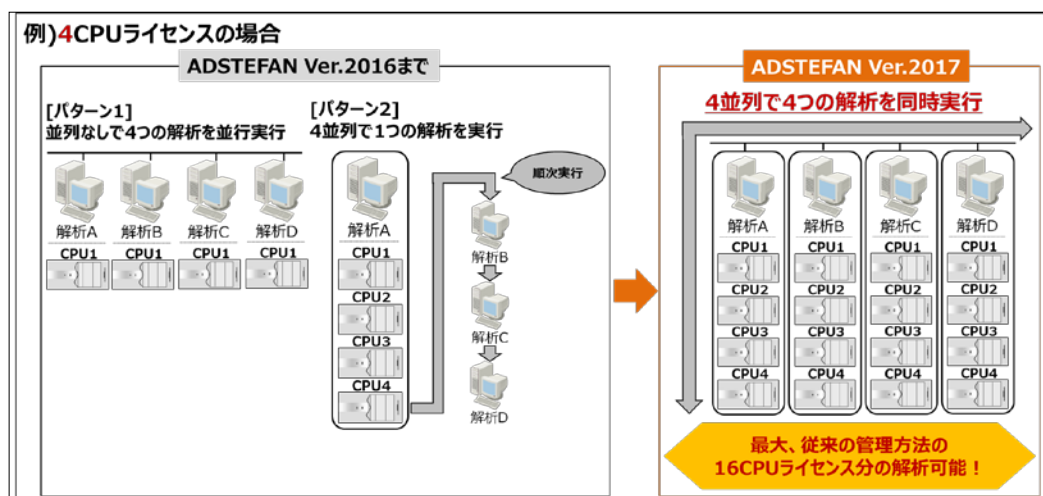 例)4CPUライセンスの場合
ADSTEFAN Ver.2016まで
[パターン1]
並列なしで4つの解析を並行実行
解析A
解析B
解析C
解析D
CPU1
CPU1
CPU1
CPU1
[パターン2]
4並列で1つの解析を実行
解析A
CPU1
CPU2
CPU3
CPU4
順次実行
解析B
解析C
解析D
ADSTEFAN Ver.2017
4並列で4つの解析を同時実行
解析A
解析B
解析C
解析D
CPU1
CPU1
CPU1
CPU1
CPU2
CPU2
CPU2
CPU2
CPU3
CPU3
CPU3
CPU3
CPU4
CPU4
CPU4
CPU4
最大、従来の管理方法の
16CPUライセンス分の解析可能！